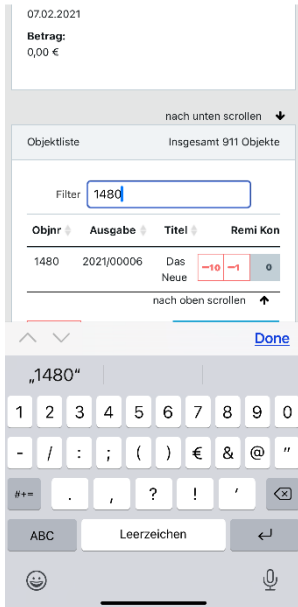 07.02.2021
Betrag:
0,00 €
nach unten scrollen ↓
Objektliste Insgesamt 911 Objekte
Filter 1480
Objnr Ausgabe Titel Remi Kon
1480 2021/00006 Das Neue −10 −1 0
nach oben scrollen ↑
Done
„1480“
1 2 3 4 5 6 7 8 9 0
- / : ; ( ) € & @ "
#+= . , ? ! '
ABC Leerzeichen